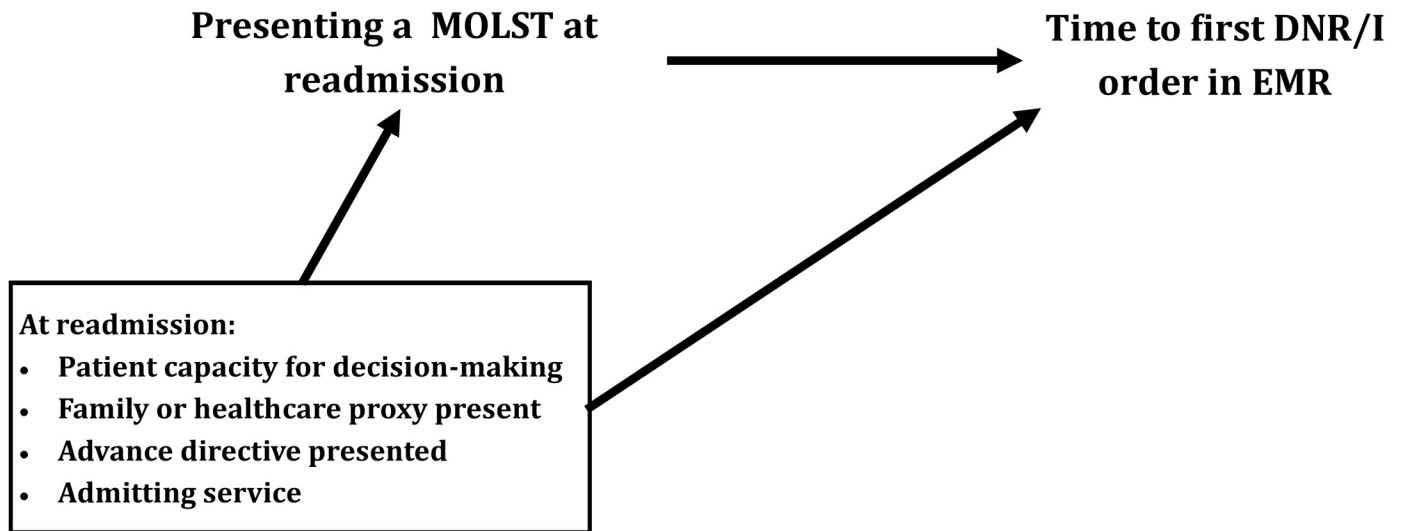 Presenting a MOLST at
readmission
Time to first DNR/I
order in EMR
At readmission:
• Patient capacity for decision-making
• Family or healthcare proxy present
• Advance directive presented
• Admitting service